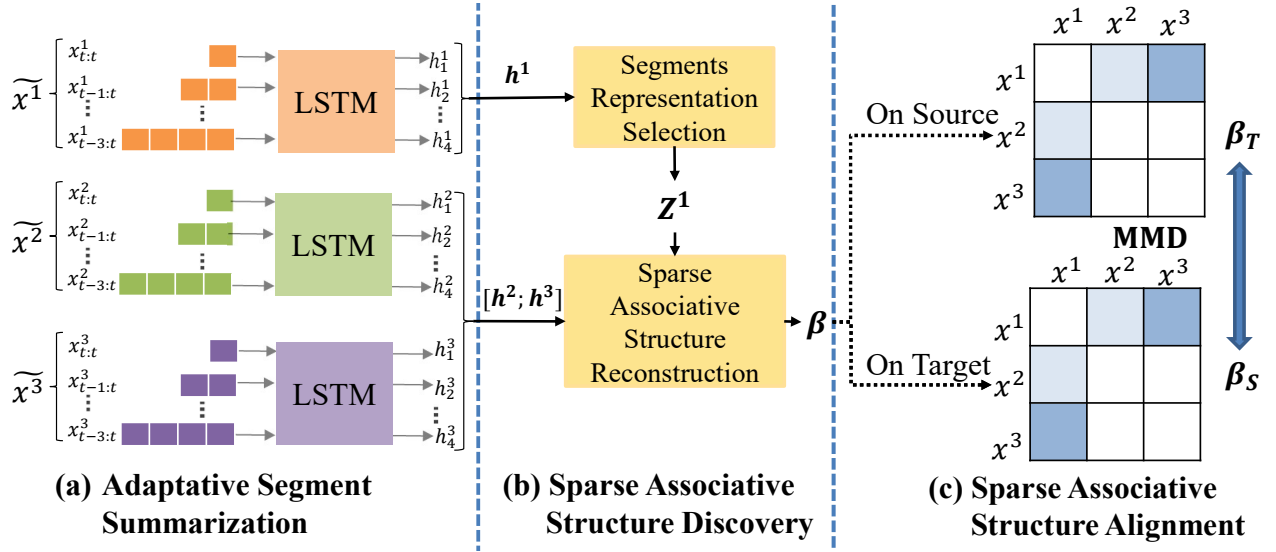 x̃¹
x¹ₜ:ₜ
x¹ₜ₋₁:ₜ
x¹ₜ₋₃:ₜ
LSTM
h¹₁
h¹₂
h¹₄
x̃²
x²ₜ:ₜ
x²ₜ₋₁:ₜ
x²ₜ₋₃:ₜ
LSTM
h²₁
h²₂
h²₄
x̃³
x³ₜ:ₜ
x³ₜ₋₁:ₜ
x³ₜ₋₃:ₜ
LSTM
h³₁
h³₂
h³₄
(a) Adaptative Segment
Summarization
h¹
Segments
Representation
Selection
Z¹
[h²; h³]
Sparse
Associative
Structure
Reconstruction
β
(b) Sparse Associative
Structure Discovery
On Source
x¹ x² x³
x¹
x²
x³
β_T
MMD
On Target
x¹ x² x³
x¹
x²
x³
β_S
(c) Sparse Associative
Structure Alignment